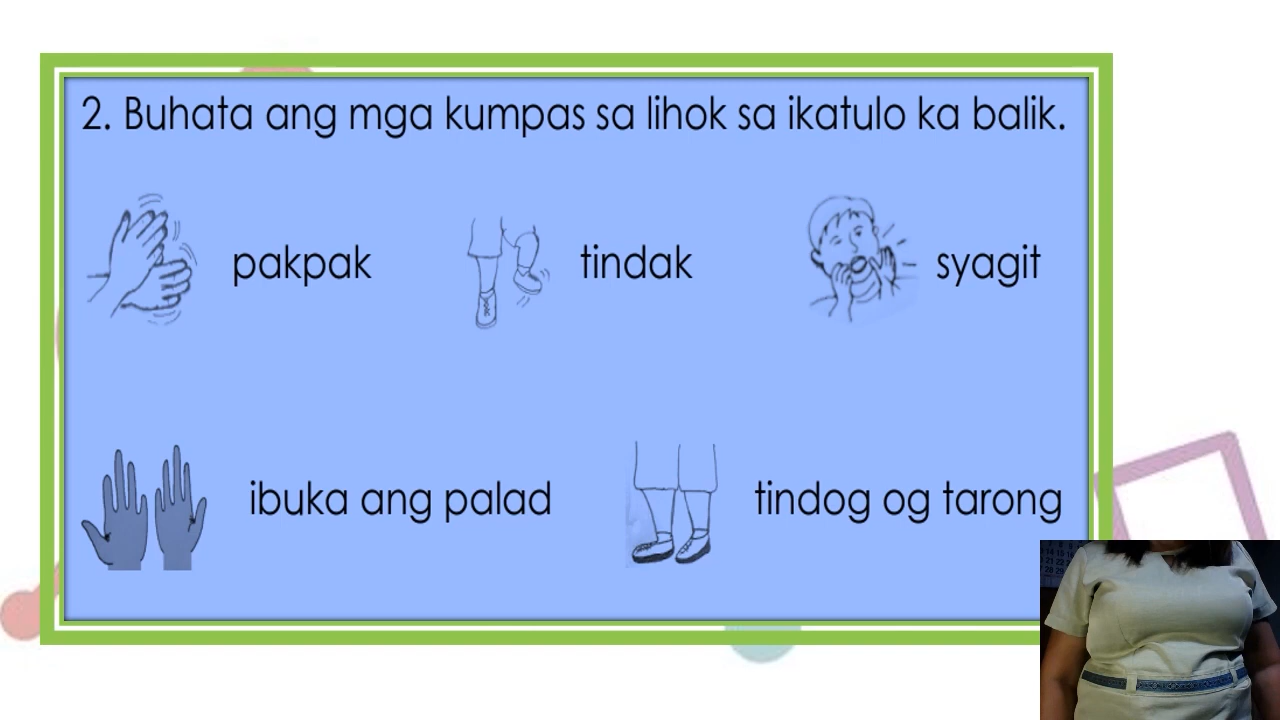 2. Buhata ang mga kumpas sa lihok sa ikatulo ka balik.
pakpak
tindak
syagit
ibuka ang palad
tindog og tarong